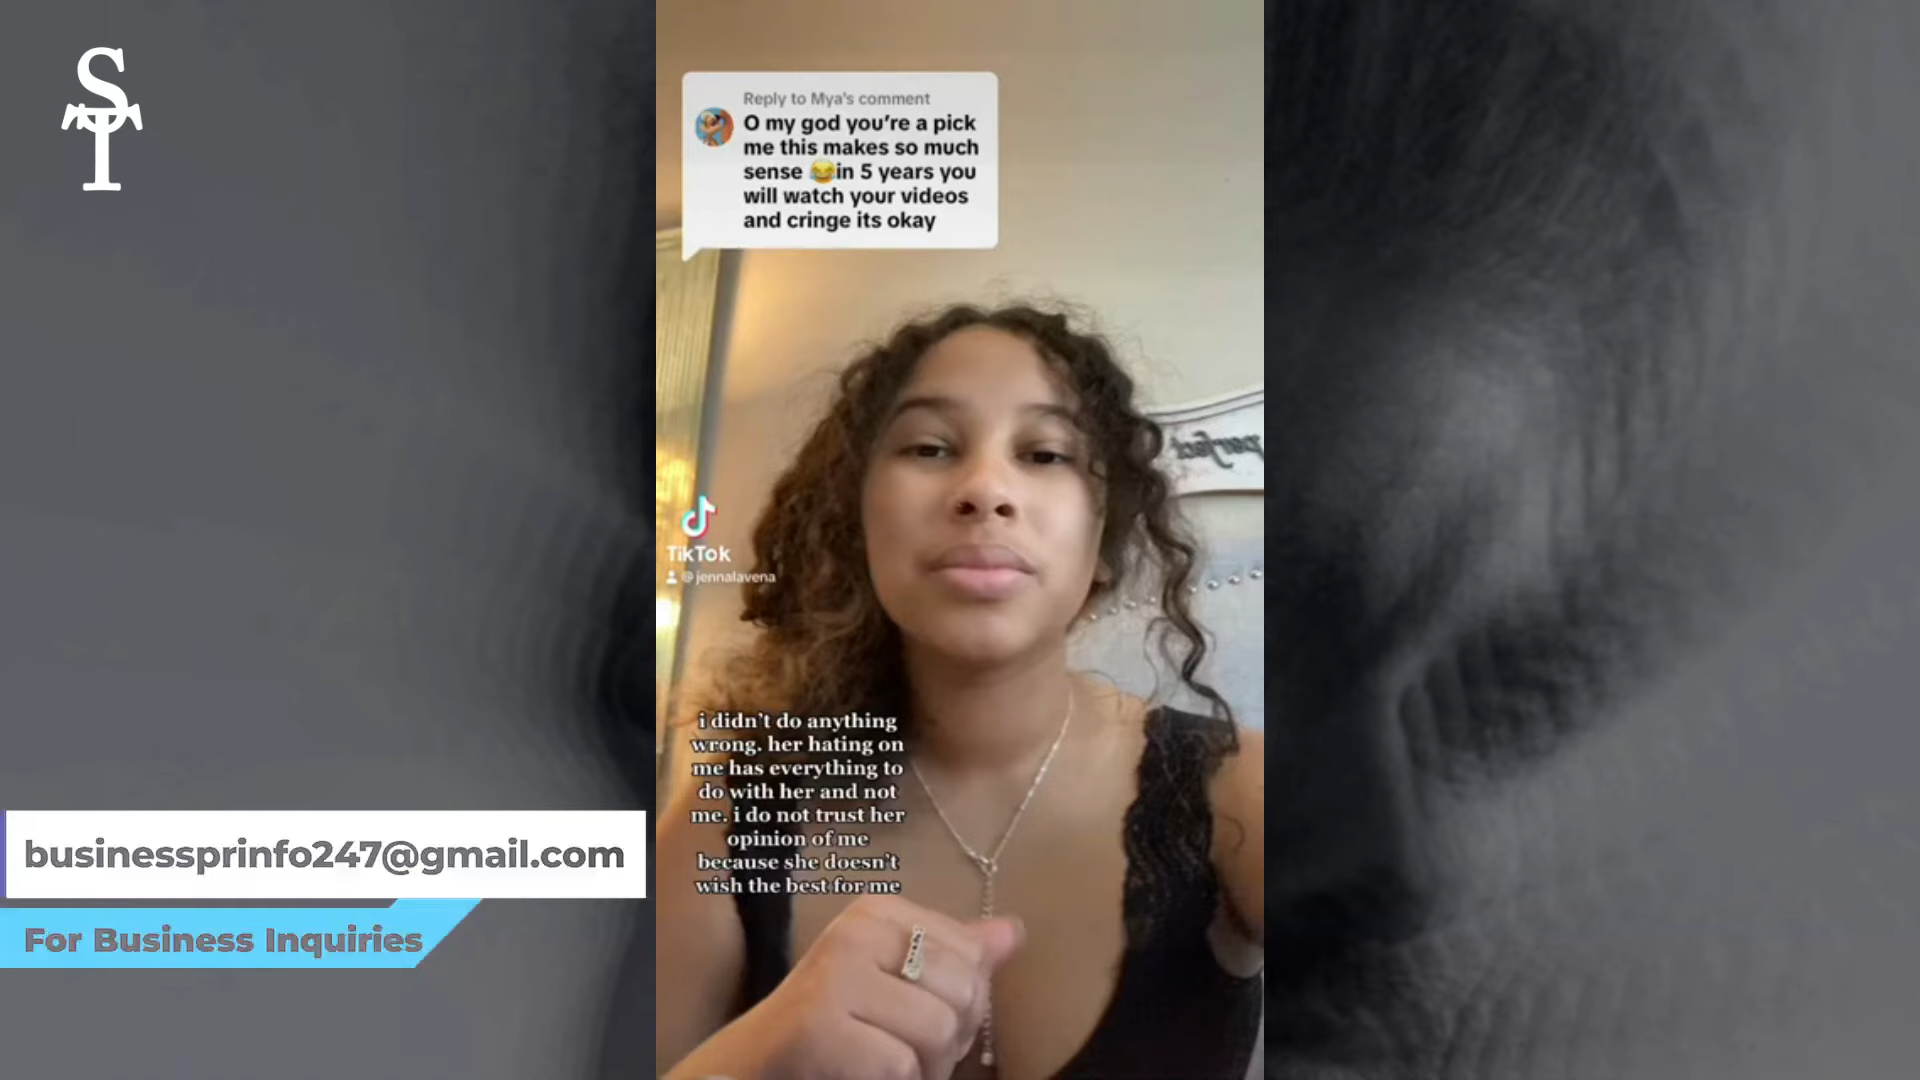 ST
Reply to Mya's comment
O my god you're a pick
me this makes so much
sense 😂in 5 years you
will watch your videos
and cringe its okay
perfect
TikTok
@jennalavena
i didn't do anything
wrong. her hating on
me has everything to
do with her and not
me. i do not trust her
opinion of me
because she doesn't
wish the best for me
businessprinfo247@gmail.com
For Business Inquiries